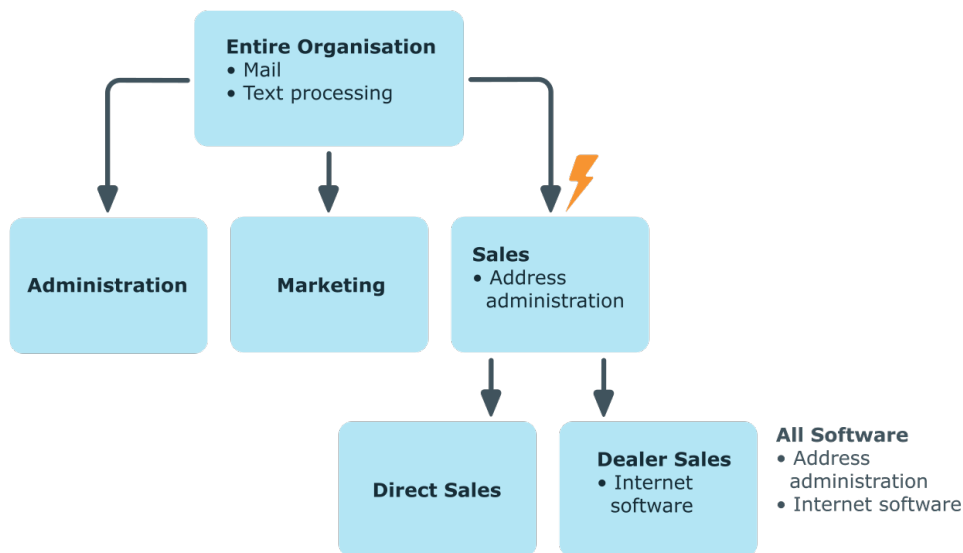 Entire Organisation
• Mail
• Text processing
Administration
Marketing
Sales
• Address
administration
Direct Sales
Dealer Sales
• Internet
software
All Software
• Address
administration
• Internet software